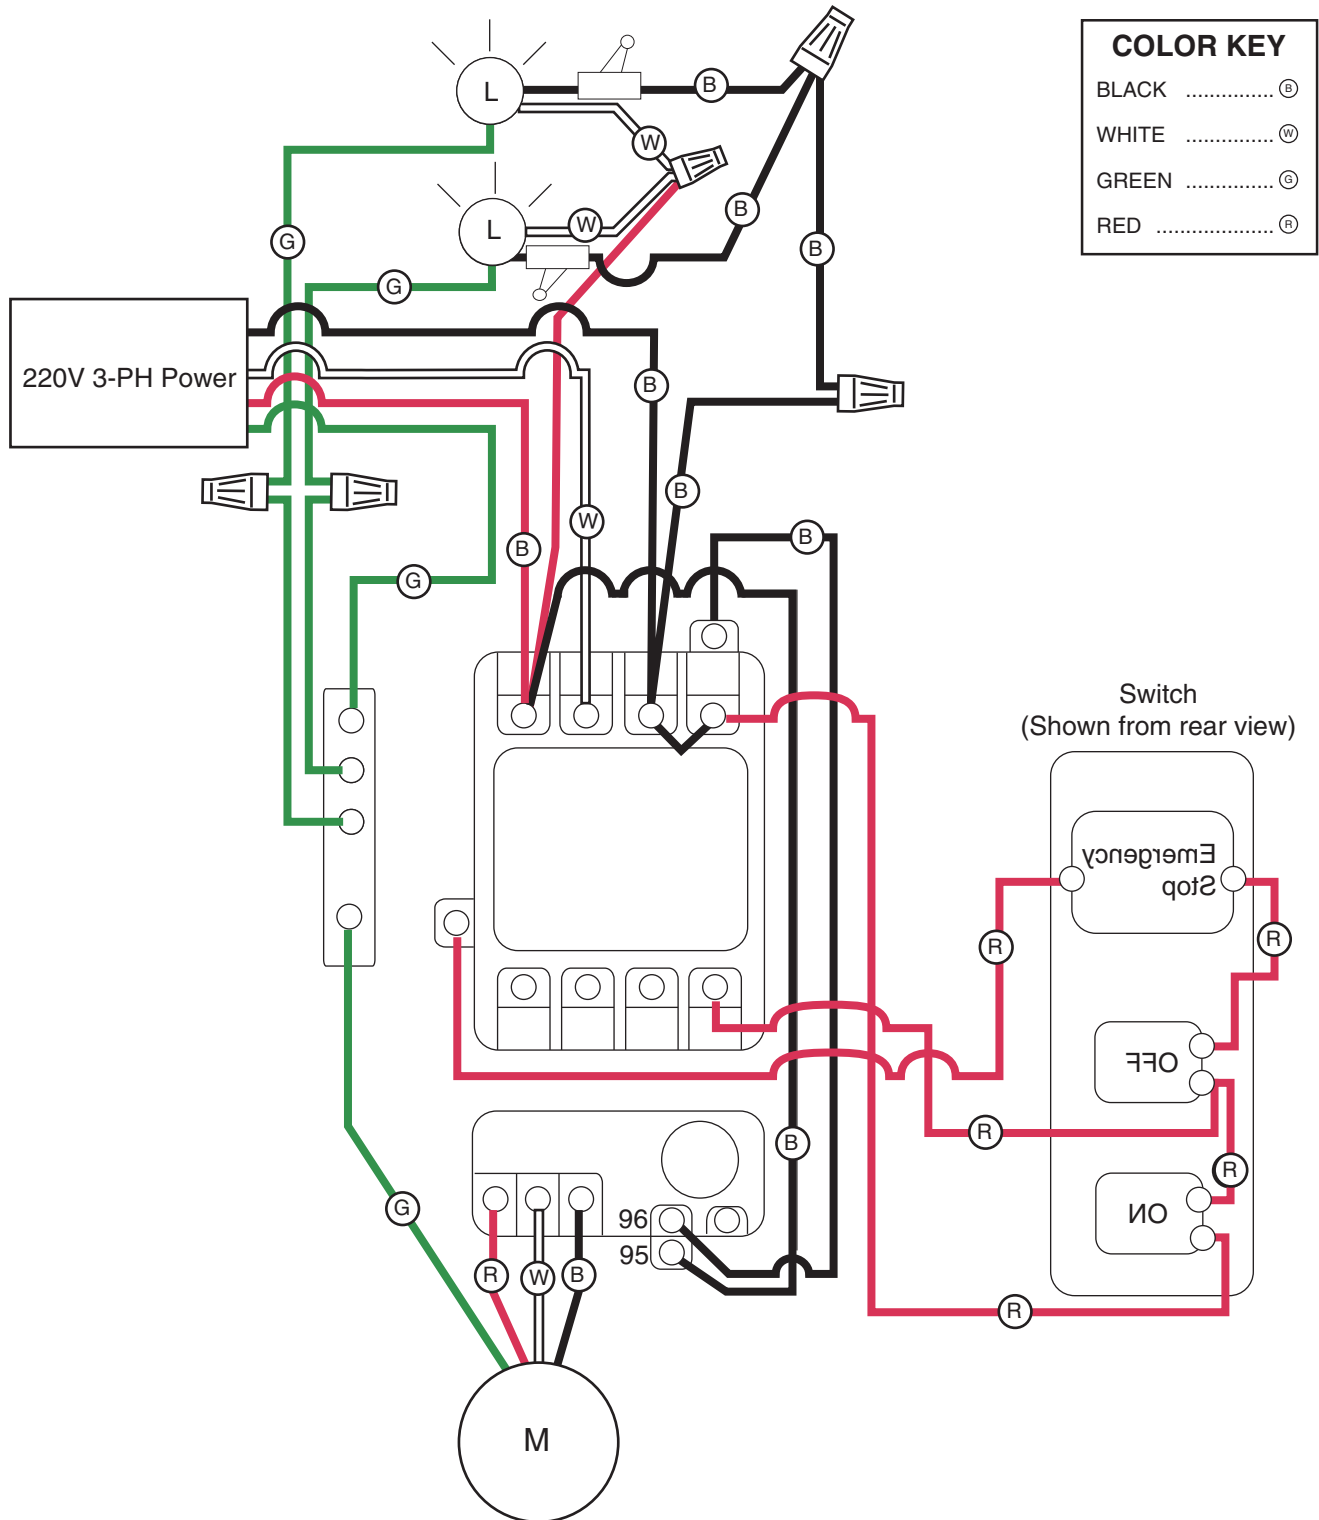 COLOR KEY
BLACK ............... B
WHITE ............... W
GREEN ............... G
RED .................... R
L
B
W
B
L
W
B
G
G
220V 3-PH Power
B
B
W
B
B
G
Switch
(Shown from rear view)
Emergency
Stop
R
R
OFF
R
B
R
ON
G
96
95
R
W
B
R
M